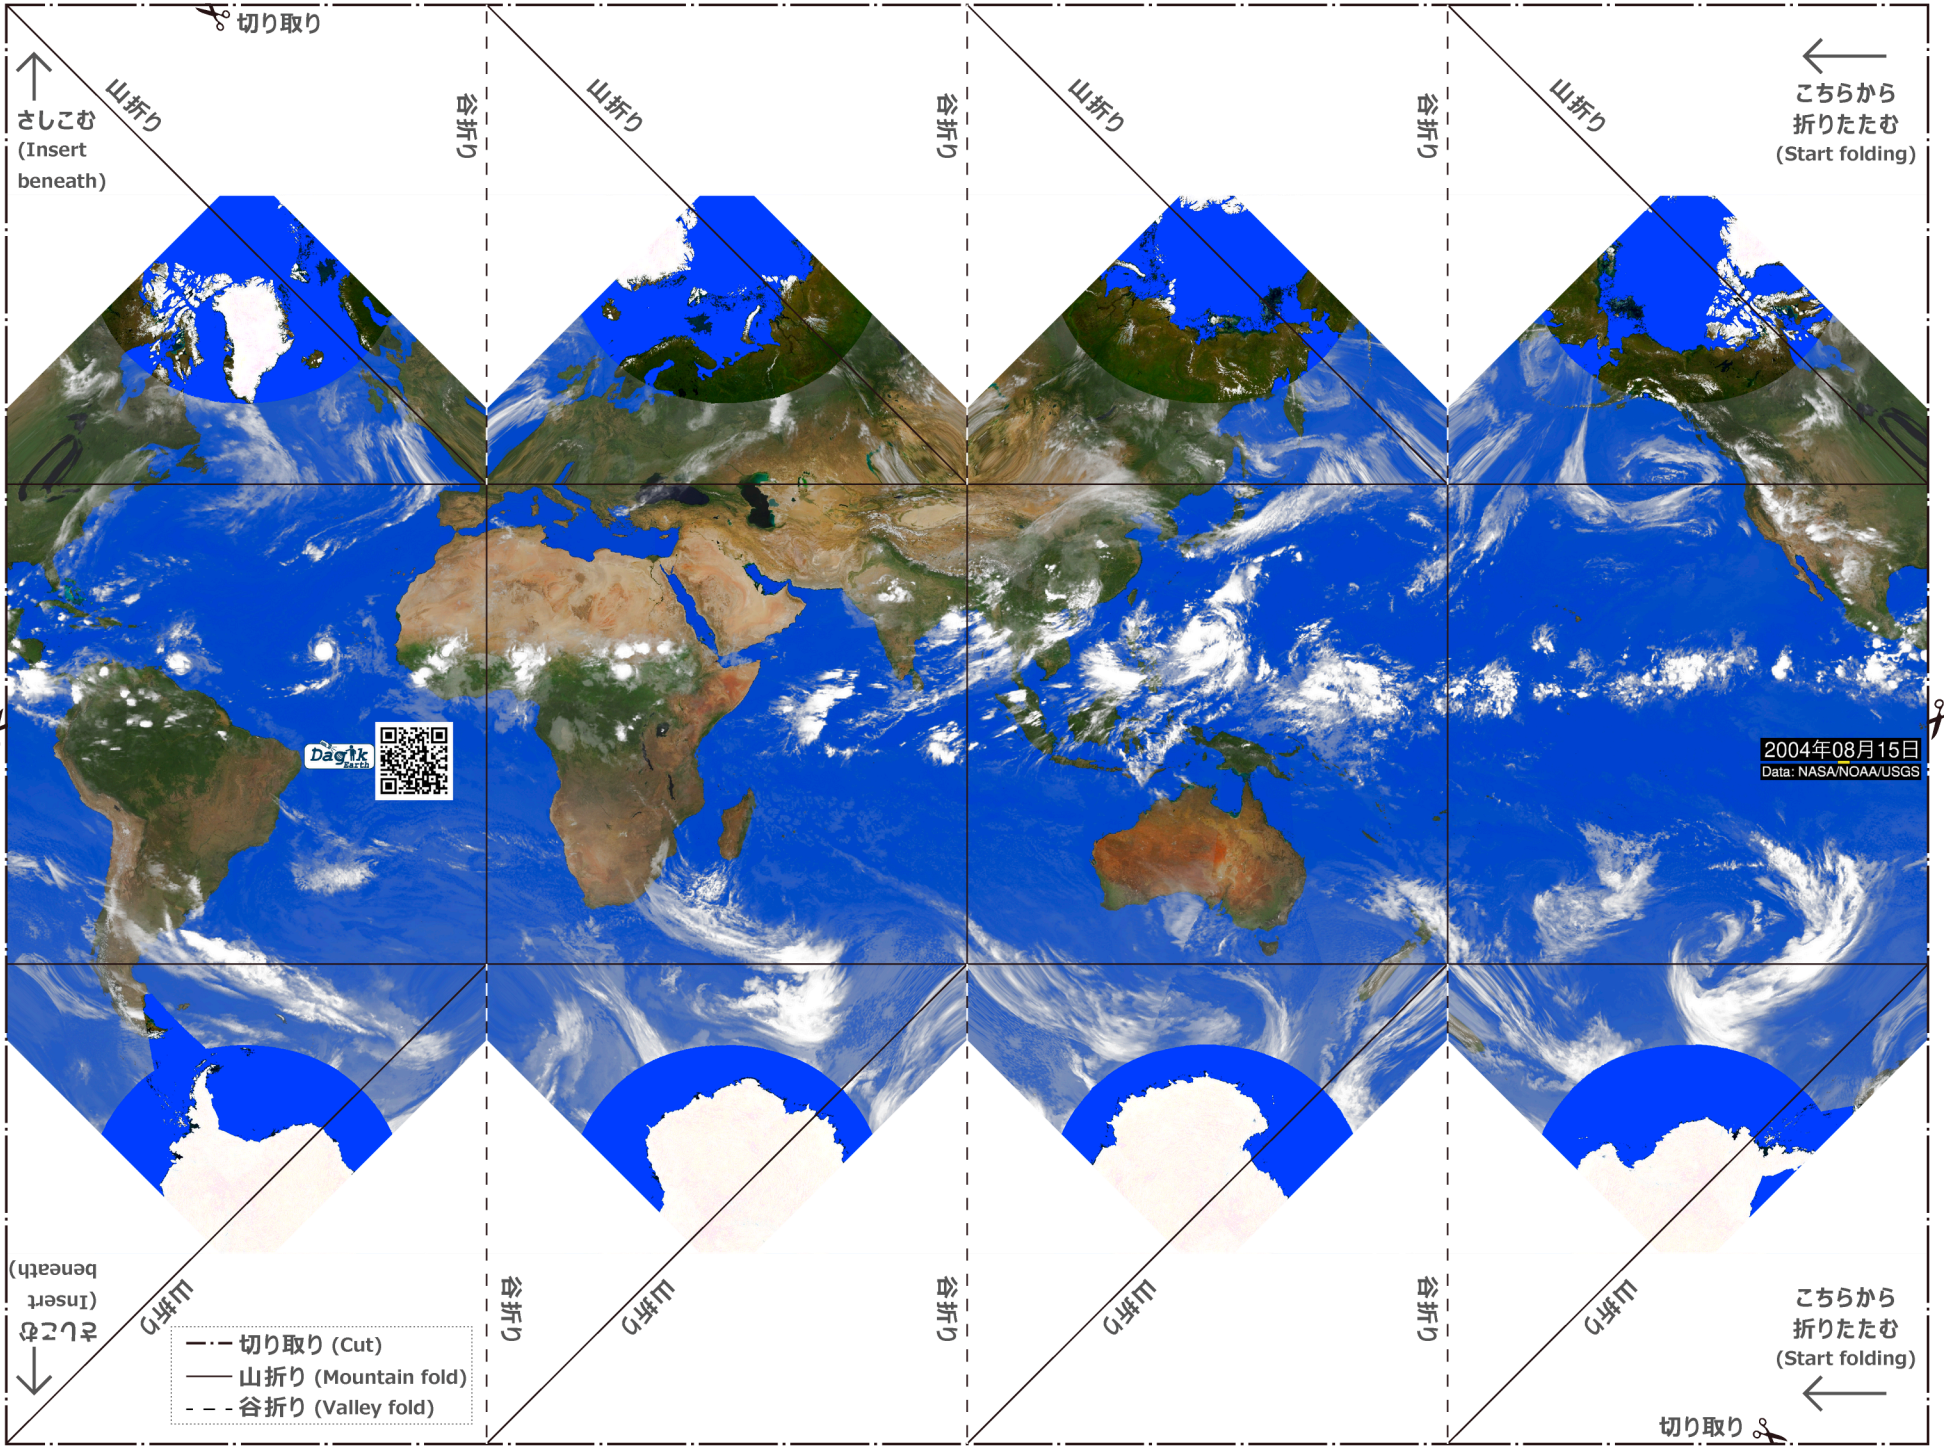 切り取り
山折り
谷折り
山折り
谷折り
山折り
谷折り
山折り
さしこむ
(Insert
beneath)
こちらから
折りたたむ
(Start folding)
Dagik
Earth
2004年08月15日
Data: NASA/NOAA/USGS
さしこむ
(Insert
beneath)
山折り
谷折り
山折り
谷折り
山折り
谷折り
山折り
こちらから
折りたたむ
(Start folding)
切り取り (Cut)
山折り (Mountain fold)
谷折り (Valley fold)
切り取り